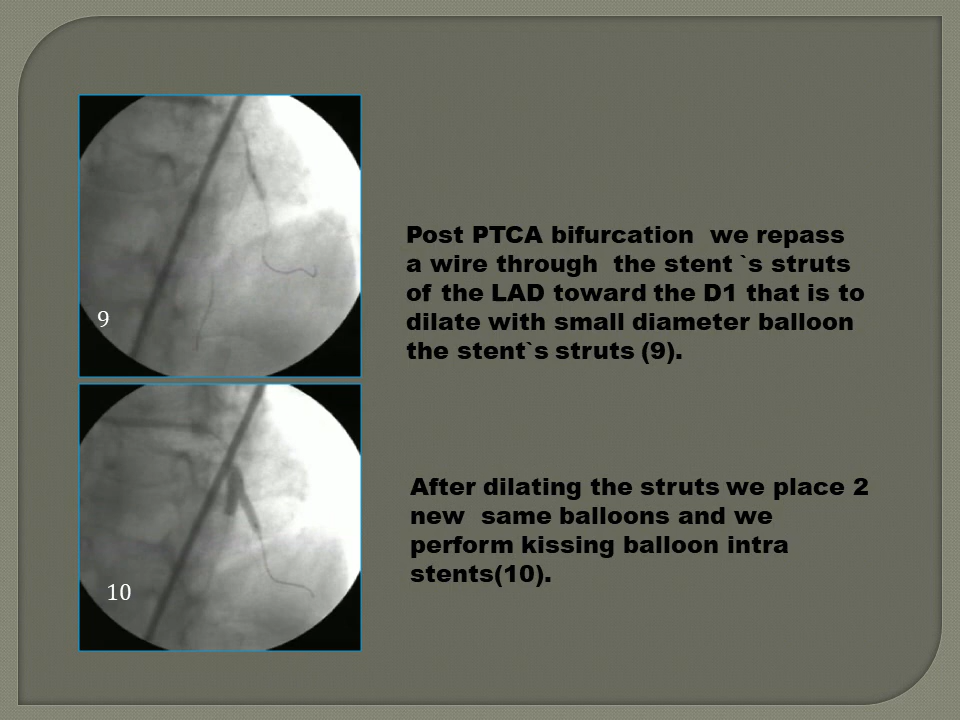 9
Post PTCA bifurcation  we repass
a wire through  the stent `s struts
of the LAD toward the D1 that is to
dilate with small diameter balloon
the stent`s struts (9).
10
After dilating the struts we place 2
new  same balloons and we
perform kissing balloon intra
stents(10).